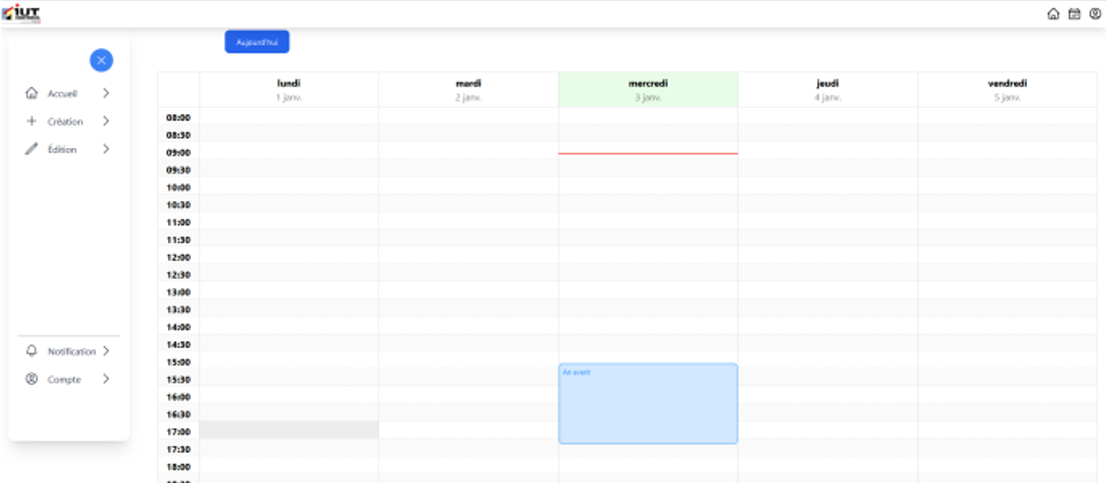 iUT
Aujourd'hui
lundi mardi mercredi jeudi vendredi
1 janv. 2 janv. 3 janv. 4 janv. 5 janv.
Accueil
Création
Édition
Notification
Compte
08:00
08:30
09:00
09:30
10:00
10:30
11:00
11:30
12:00
12:30
13:00
13:30
14:00
14:30
15:00
15:30
16:00
16:30
17:00
17:30
18:00
An event